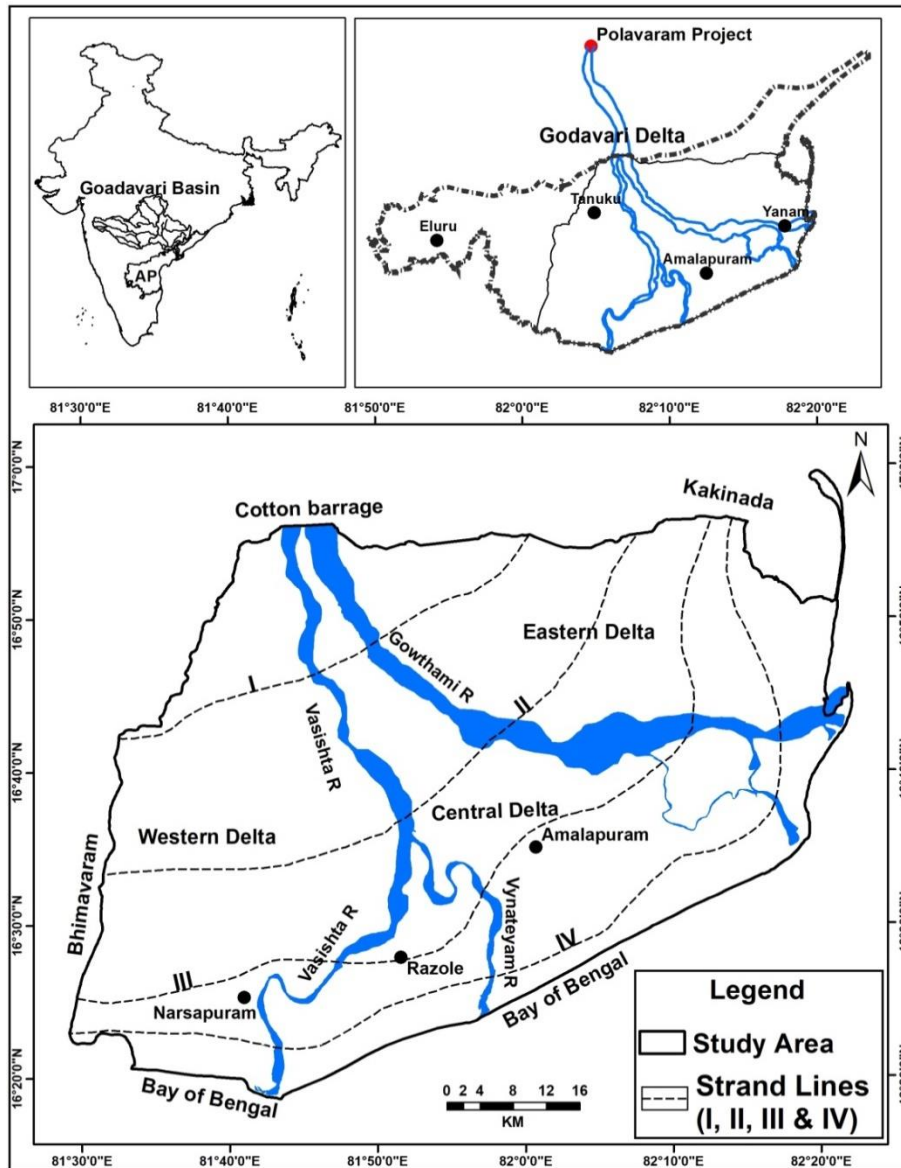 Goadavari Basin
AP
Polavaram Project
Godavari Delta
Tanuku
Eluru
Yanam
Amalapuram
81°30'0"E 81°40'0"E 81°50'0"E 82°0'0"E 82°10'0"E 82°20'0"E
N
17°0'0"N
Cotton barrage
Kakinada
16°50'0"N
Eastern Delta
Gowthami R
I
II
Vasishta R
16°40'0"N
Western Delta
Central Delta
Amalapuram
Bhimavaram
Vynateyam R
16°30'0"N
Vasishta R
IV
III
Razole
Narsapuram
Bay of Bengal
Legend
Study Area
Strand Lines
(I, II, III & IV)
16°20'0"N
Bay of Bengal
0 2 4 8 12 16
KM
81°30'0"E 81°40'0"E 81°50'0"E 82°0'0"E 82°10'0"E 82°20'0"E